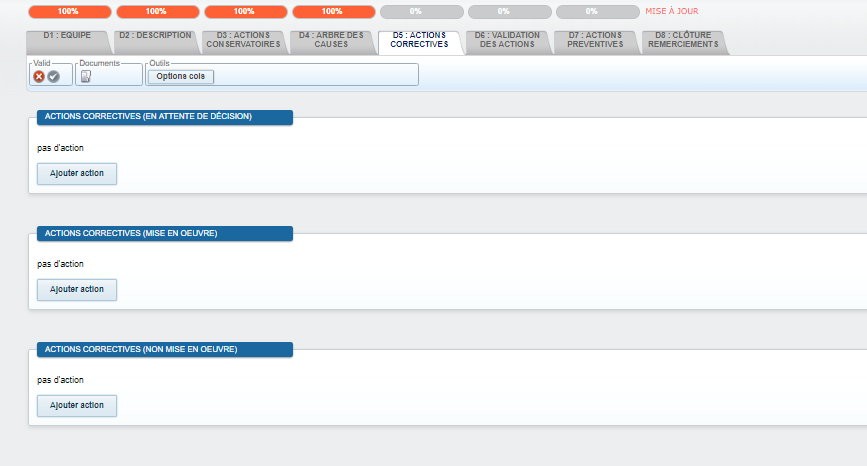 100% 100% 100% 100% 0% 0% 0% MISE À JOUR
D1 : EQUIPE D2 : DESCRIPTION D3 : ACTIONS CONSERVATOIRES D4 : ARBRE DES CAUSES D5 : ACTIONS CORRECTIVES D6 : VALIDATION DES ACTIONS D7 : ACTIONS PREVENTIVES D8 : CLÔTURE REMERCIEMENTS
Valid Documents Outils
Options cols
ACTIONS CORRECTIVES (EN ATTENTE DE DÉCISION)
pas d'action
Ajouter action
ACTIONS CORRECTIVES (MISE EN OEUVRE)
pas d'action
Ajouter action
ACTIONS CORRECTIVES (NON MISE EN OEUVRE)
pas d'action
Ajouter action